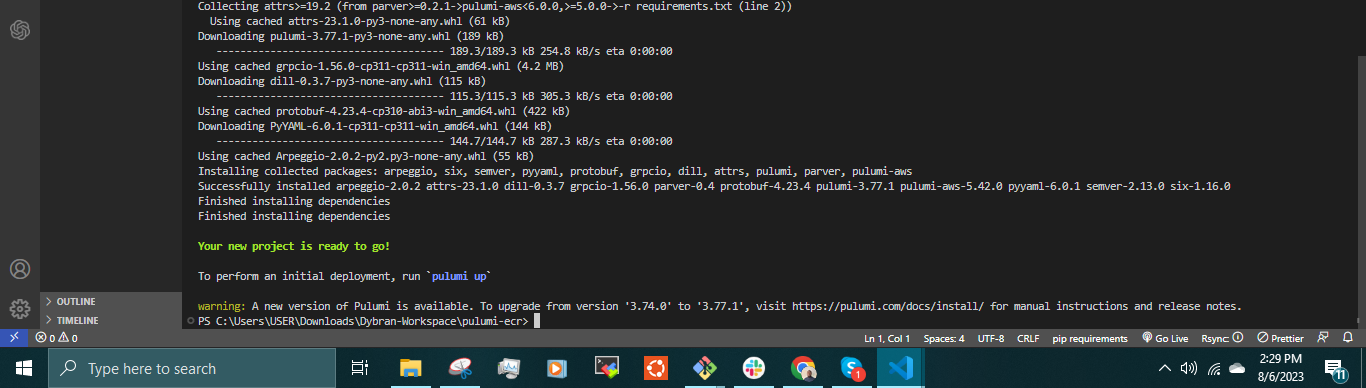 Collecting attrs>=19.2 (from parver>=0.2.1->pulumi-aws<6.0.0,>=5.0.0->-r requirements.txt (line 2))
Using cached attrs-23.1.0-py3-none-any.whl (61 kB)
Downloading pulumi-3.77.1-py3-none-any.whl (189 kB)
-------------------------------------- 189.3/189.3 kB 254.8 kB/s eta 0:00:00
Using cached grpcio-1.56.0-cp311-cp311-win_amd64.whl (4.2 MB)
Downloading dill-0.3.7-py3-none-any.whl (115 kB)
-------------------------------------- 115.3/115.3 kB 305.3 kB/s eta 0:00:00
Using cached protobuf-4.23.4-cp310-abi3-win_amd64.whl (422 kB)
Downloading PyYAML-6.0.1-cp311-cp311-win_amd64.whl (144 kB)
-------------------------------------- 144.7/144.7 kB 287.3 kB/s eta 0:00:00
Using cached Arpeggio-2.0.2-py2.py3-none-any.whl (55 kB)
Installing collected packages: arpeggio, six, semver, pyyaml, protobuf, grpcio, dill, attrs, pulumi, parver, pulumi-aws
Successfully installed arpeggio-2.0.2 attrs-23.1.0 dill-0.3.7 grpcio-1.56.0 parver-0.4 protobuf-4.23.4 pulumi-3.77.1 pulumi-aws-5.42.0 pyyaml-6.0.1 semver-2.13.0 six-1.16.0
Finished installing dependencies
Finished installing dependencies
Your new project is ready to go!
To perform an initial deployment, run `pulumi up`
warning: A new version of Pulumi is available. To upgrade from version '3.74.0' to '3.77.1', visit https://pulumi.com/docs/install/ for manual instructions and release notes.
PS C:\Users\USER\Downloads\Dybran-Workspace\pulumi-ecr>
OUTLINE
TIMELINE
0 0
Ln 1, Col 1 Spaces: 4 UTF-8 CRLF pip requirements Go Live Rsync: Prettier
Type here to search
1
2:29 PM
8/6/2023
11